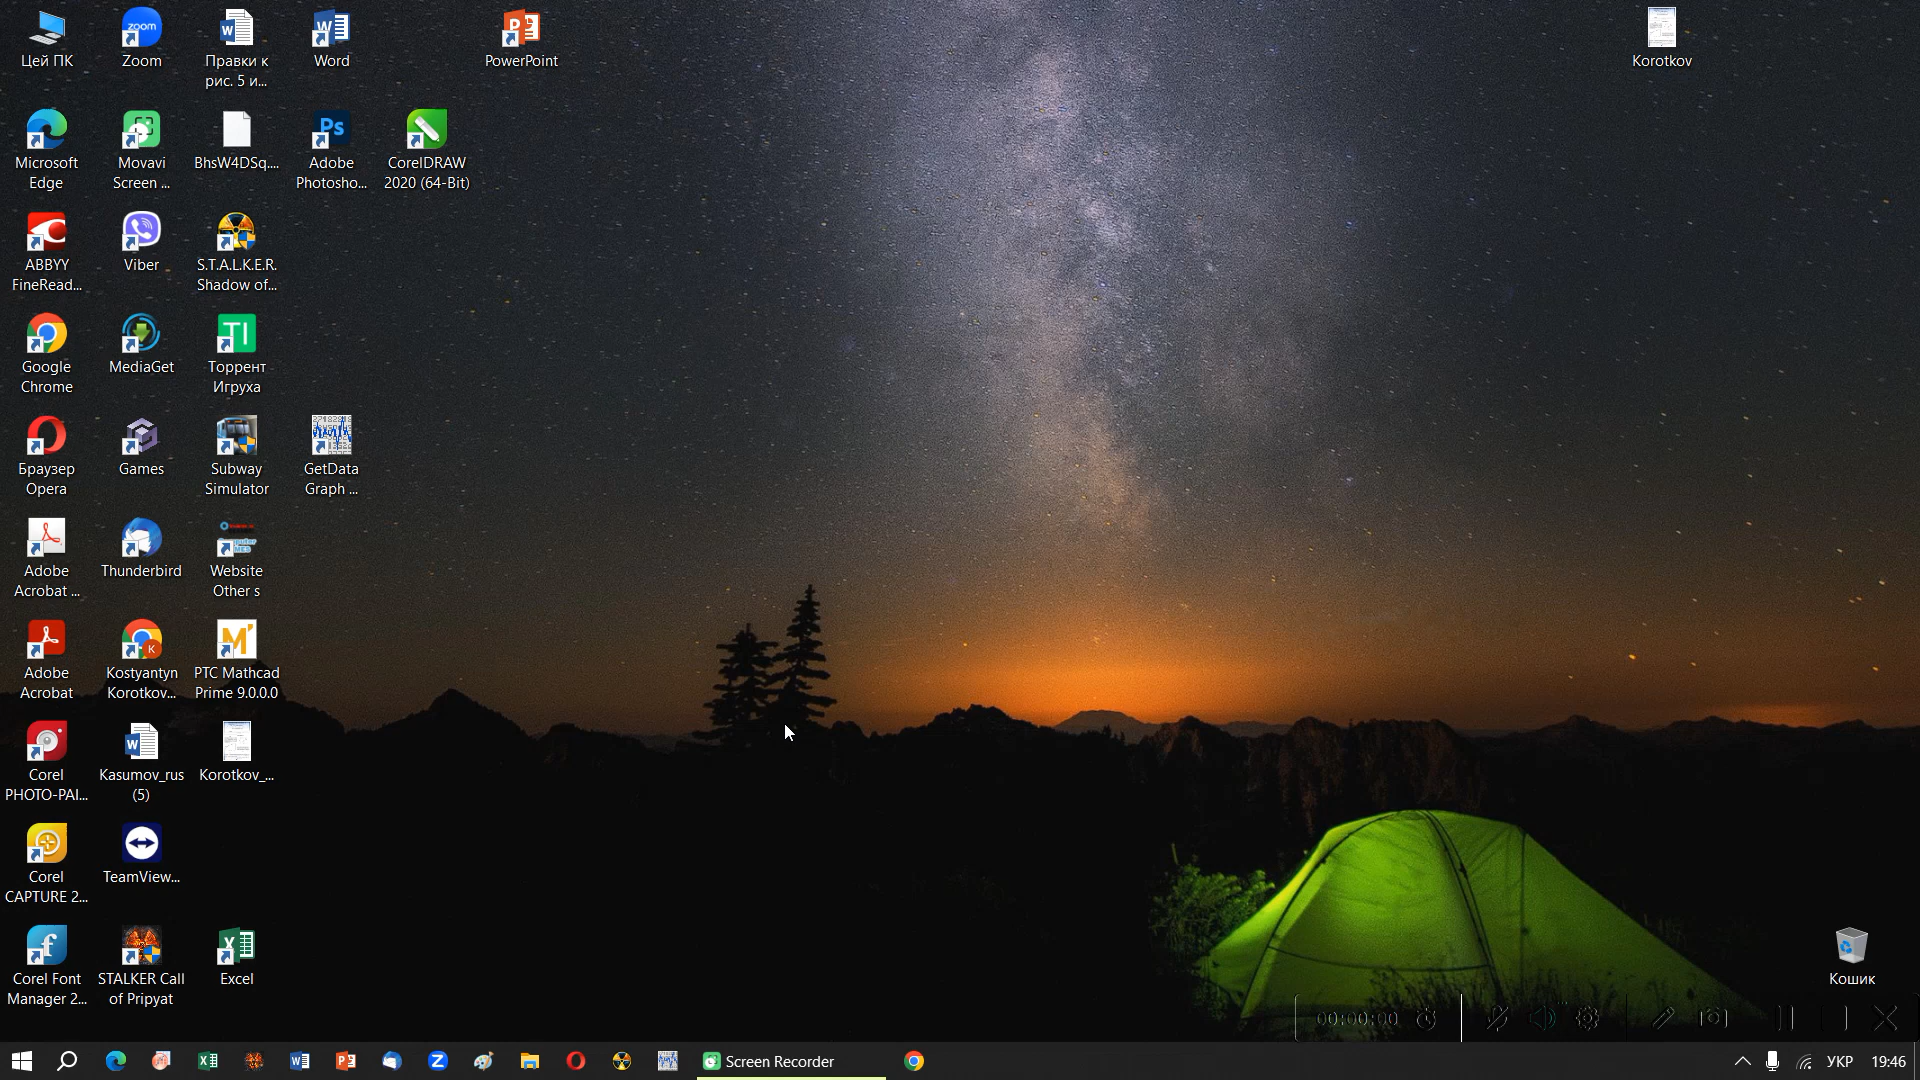 Цей ПК
Zoom
Правки к
рис. 5 и...
Word
PowerPoint
Korotkov
Microsoft
Edge
Movavi
Screen ...
BhsW4DSq....
Adobe
Photosho...
CorelDRAW
2020 (64-Bit)
ABBYY
FineRead...
Viber
S.T.A.L.K.E.R.
Shadow of...
Google
Chrome
MediaGet
Торрент
Игруха
Браузер
Opera
Games
Subway
Simulator
GetData
Graph ...
Adobe
Acrobat ...
Thunderbird
Website
Other s
Adobe
Acrobat
Kostyantyn
Korotkov...
PTC Mathcad
Prime 9.0.0.0
Corel
PHOTO-PAI...
Kasumov_rus
(5)
Korotkov_...
Corel
CAPTURE 2...
TeamView...
Corel Font
Manager 2...
STALKER Call
of Pripyat
Excel
Кошик
00:00:00
Screen Recorder
УКР
19:46